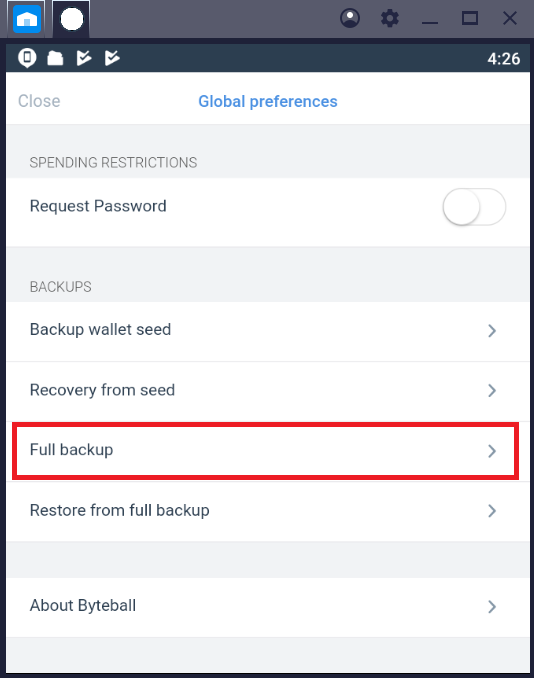 4:26
Close
Global preferences
SPENDING RESTRICTIONS
Request Password
BACKUPS
Backup wallet seed
Recovery from seed
Full backup
Restore from full backup
About Byteball